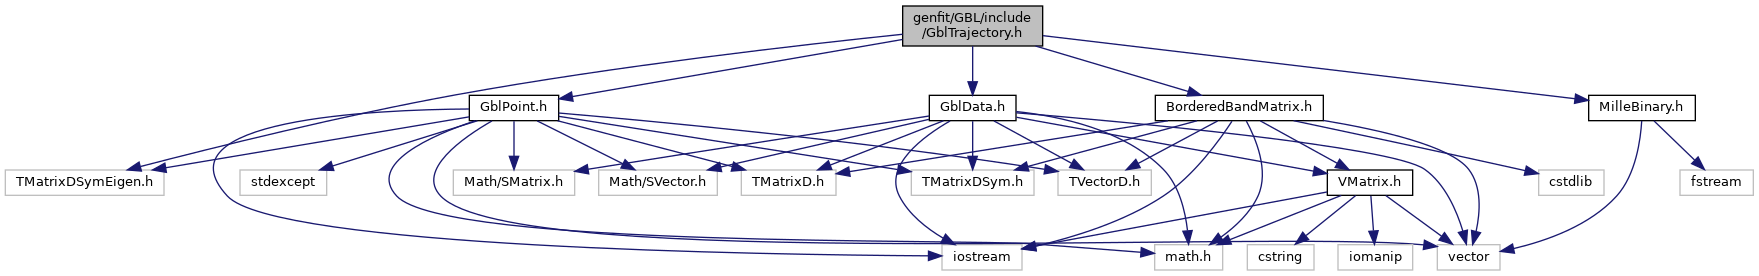 genfit/GBL/include
/GblTrajectory.h
GblPoint.h
GblData.h
BorderedBandMatrix.h
MilleBinary.h
TMatrixDSymEigen.h
stdexcept
Math/SMatrix.h
Math/SVector.h
TMatrixD.h
TMatrixDSym.h
TVectorD.h
VMatrix.h
cstdlib
fstream
iostream
math.h
cstring
iomanip
vector